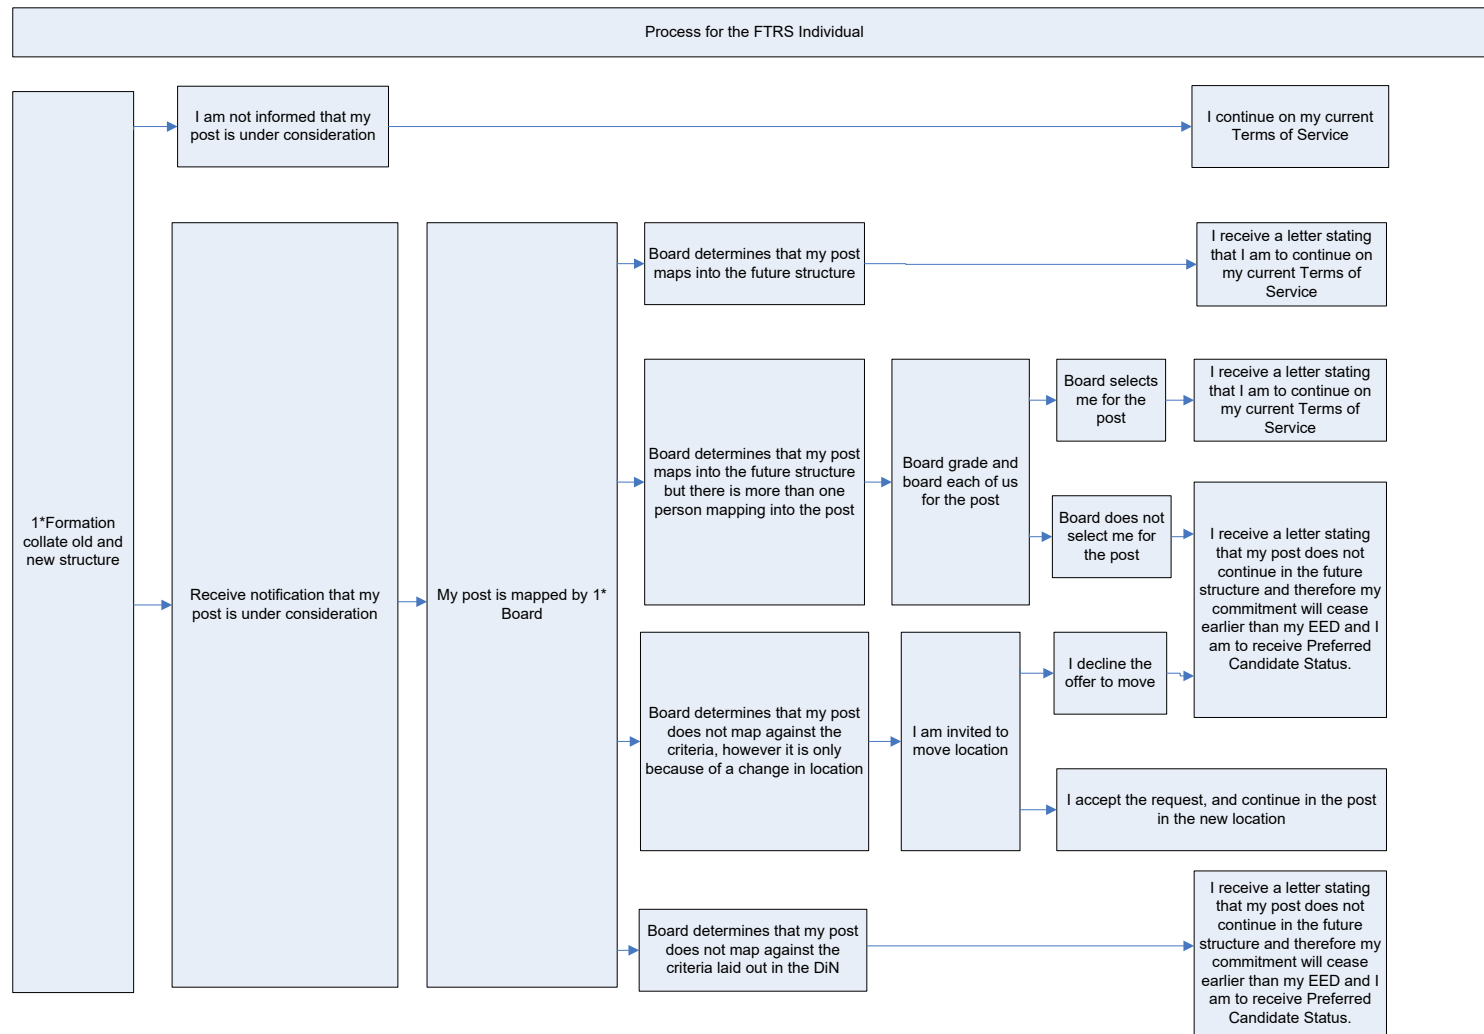 Process for the FTRS Individual
I am not informed that my
post is under consideration
I continue on my current
Terms of Service
1*Formation
collate old and
new structure
Receive notification that my
post is under consideration
My post is mapped by 1*
Board
Board determines that my post
maps into the future structure
I receive a letter stating
that I am to continue on
my current Terms of
Service
Board determines that my post
maps into the future structure
but there is more than one
person mapping into the post
Board grade and
board each of us
for the post
Board selects
me for the
post
I receive a letter stating
that I am to continue on
my current Terms of
Service
Board does not
select me for
the post
I receive a letter stating
that my post does not
continue in the future
structure and therefore my
commitment will cease
earlier than my EED and I
am to receive Preferred
Candidate Status.
Board determines that my post
does not map against the
criteria, however it is only
because of a change in location
I am invited to
move location
I decline the
offer to move
I accept the request, and continue in the post
in the new location
Board determines that my post
does not map against the
criteria laid out in the DiN
I receive a letter stating
that my post does not
continue in the future
structure and therefore my
commitment will cease
earlier than my EED and I
am to receive Preferred
Candidate Status.